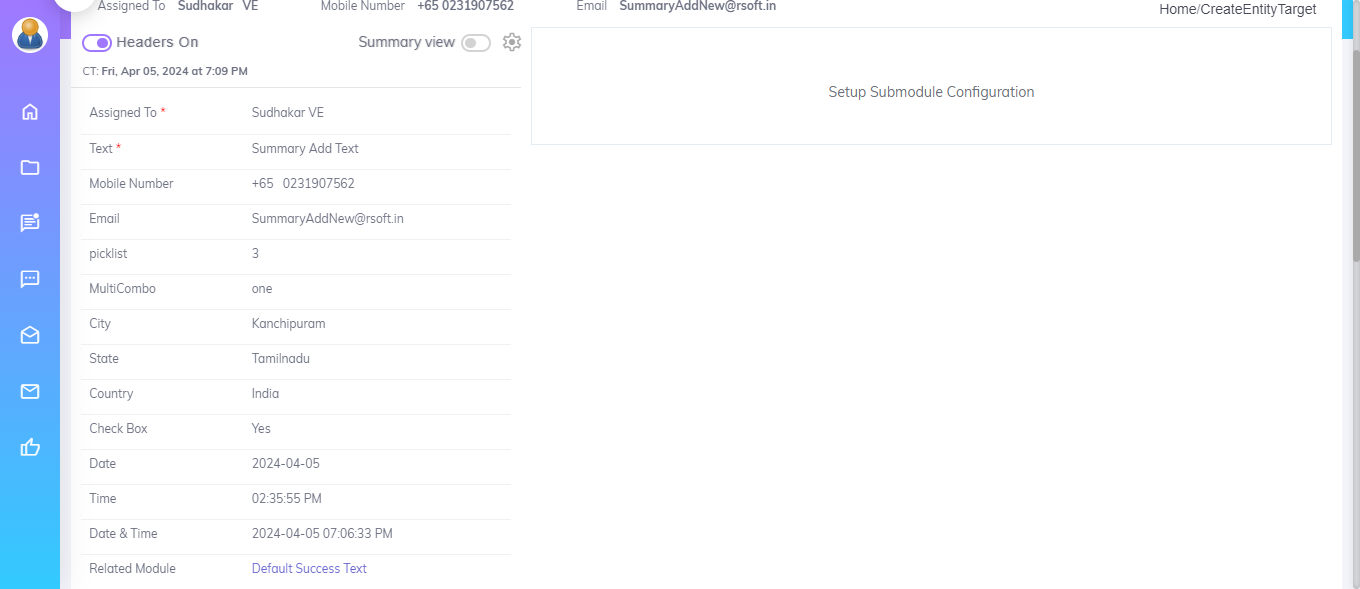 Assigned To Sudhakar VE Mobile Number +65 0231907562 Email SummaryAddNew@rsoft.in Home/CreateEntityTarget
Headers On Summary view
CT: Fri, Apr 05, 2024 at 7:09 PM
Setup Submodule Configuration
Assigned To * Sudhakar VE
Text * Summary Add Text
Mobile Number +65 0231907562
Email SummaryAddNew@rsoft.in
picklist 3
MultiCombo one
City Kanchipuram
State Tamilnadu
Country India
Check Box Yes
Date 2024-04-05
Time 02:35:55 PM
Date & Time 2024-04-05 07:06:33 PM
Related Module Default Success Text